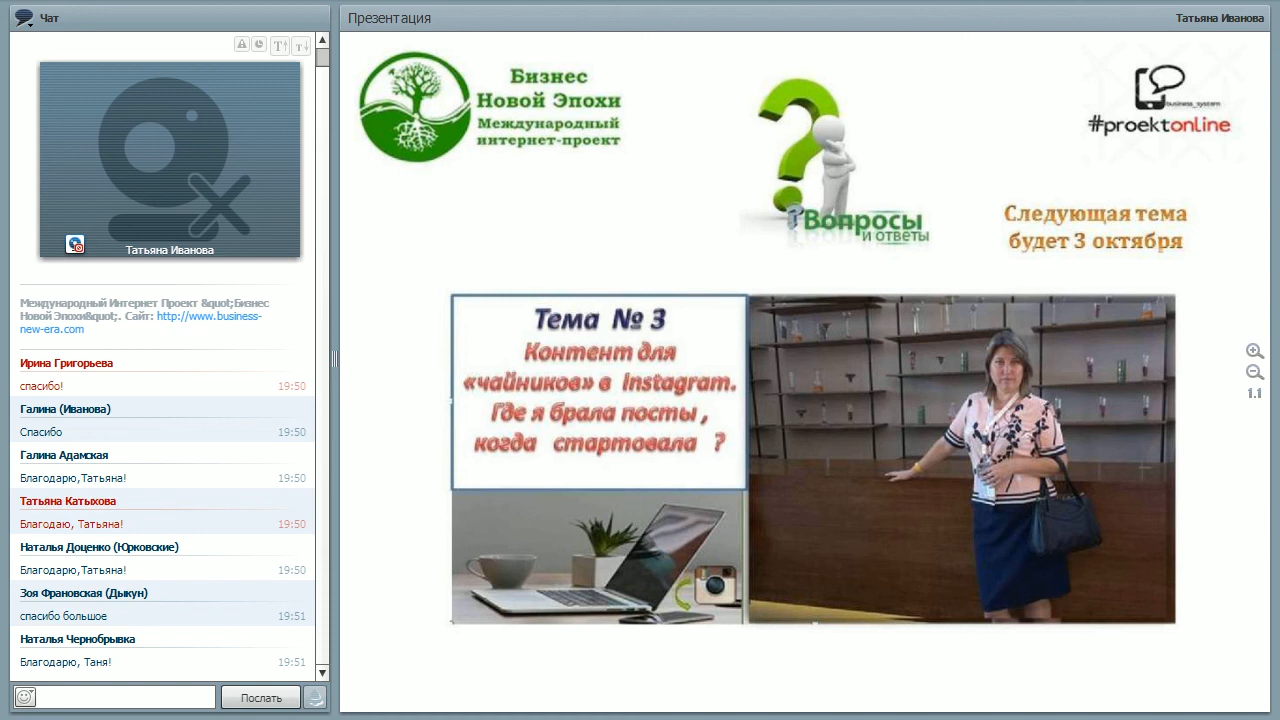 Чат
Татьяна Иванова
Международный Интернет Проект &quot;Бизнес
Новой Эпохи&quot;. Сайт: http://www.business-
new-era.com
Ирина Григорьева
спасибо! 19:50
Галина (Иванова)
Спасибо 19:50
Галина Адамская
Благодарю,Татьяна! 19:50
Татьяна Катыхова
Благодаю, Татьяна! 19:50
Наталья Доценко (Юрковские)
Благодарю,Татьяна! 19:50
Зоя Франовская (Дыкун)
спасибо большое 19:51
Наталья Чернобрывка
Благодарю, Таня! 19:51
Послать
Презентация
Татьяна Иванова
Бизнес
Новой Эпохи
Международный
интернет-проект
?Вопросы
и ответы
business_system
#proektonline
Следующая тема
будет 3 октября
Тема № 3
Контент для
«чайников» в Instagram.
Где я брала посты ,
когда стартовала ?
1.1